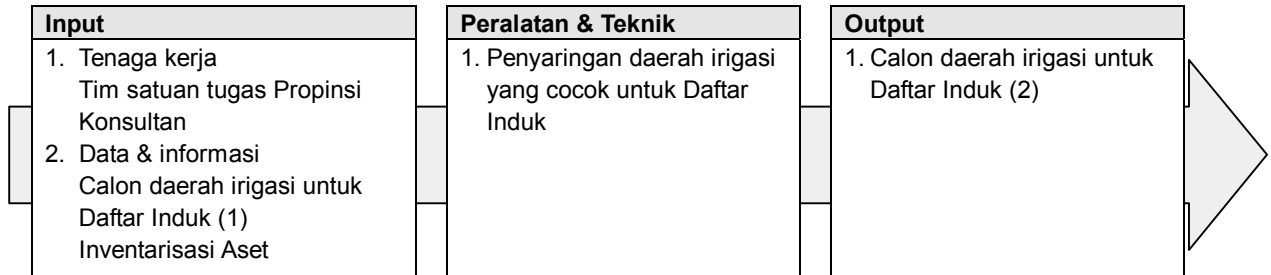 Input
1. Tenaga kerja
Tim satuan tugas Propinsi
Konsultan
2. Data & informasi
Calon daerah irigasi untuk
Daftar Induk (1)
Inventarisasi Aset
Peralatan & Teknik
1. Penyaringan daerah irigasi
yang cocok untuk Daftar
Induk
Output
1. Calon daerah irigasi untuk
Daftar Induk (2)